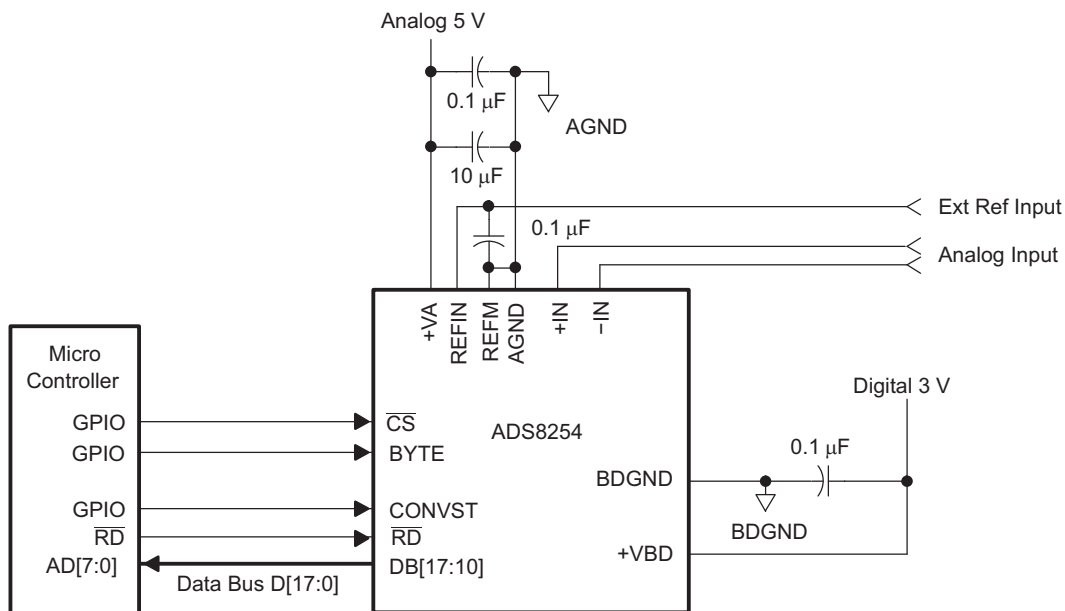 Analog 5 V
0.1 μF
AGND
10 μF
Ext Ref Input
0.1 μF
Analog Input
+VA
REFIN
REFM
AGND
+IN
−IN
Micro
Controller
Digital 3 V
GPIO
CS
ADS8254
GPIO
BYTE
0.1 μF
BDGND
GPIO
CONVST
BDGND
RD
RD
+VBD
AD[7:0]
DB[17:10]
Data Bus D[17:0]